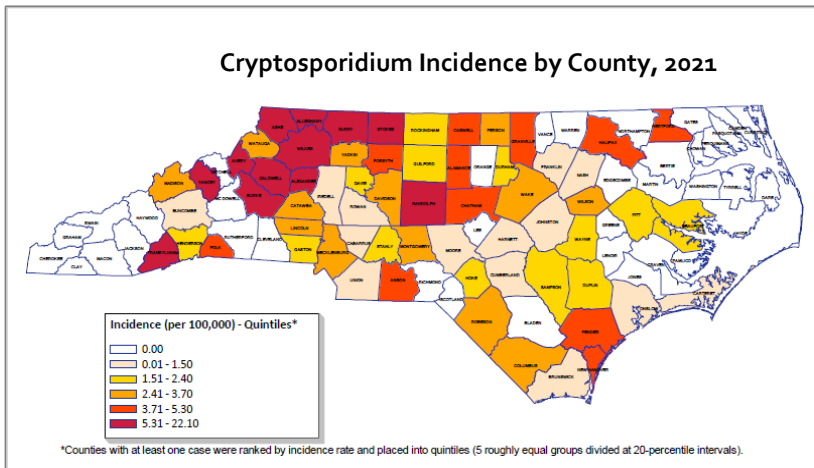 Cryptosporidium Incidence by County, 2021
ASHE
ALLEGHANY
SURRY
STOKES
ROCKINGHAM
CASWELL
PERSON
GRANVILLE
VANCE
WARREN
NORTHAMPTON
HERTFORD
GATES
CAMDEN
CURRITUCK
PASQUOTANK
PERQUIMANS
CHOWAN
WATAUGA
WILKES
YADKIN
FORSYTH
GUILFORD
ALAMANCE
ORANGE
DURHAM
FRANKLIN
HALIFAX
BERTIE
MITCHELL
AVERY
CALDWELL
ALEXANDER
DAVIE
NASH
EDGECOMBE
MARTIN
WASHINGTON
TYRRELL
DARE
MADISON
YANCEY
BURKE
IREDELL
DAVIDSON
RANDOLPH
CHATHAM
WAKE
WILSON
HAYWOOD
BUNCOMBE
MC DOWELL
CATAWBA
ROWAN
PITT
BEAUFORT
HYDE
SWAIN
GRAHAM
RUTHERFORD
LINCOLN
LEE
JOHNSTON
GREENE
JACKSON
HENDERSON
POLK
CLEVELAND
GASTON
CABARRUS
STANLY
MONTGOMERY
MOORE
HARNETT
WAYNE
CHEROKEE
MACON
TRANSYLVANIA
MECKLENBURG
LENOIR
CRAVEN
PAMLICO
CLAY
UNION
ANSON
RICHMOND
HOKE
CUMBERLAND
SAMPSON
DUPLIN
JONES
CARTERET
SCOTLAND
ONSLOW
ROBESON
BLADEN
PENDER
COLUMBUS
NEW HANOVER
BRUNSWICK
Incidence (per 100,000) - Quintiles*
0.00
0.01 - 1.50
1.51 - 2.40
2.41 - 3.70
3.71 - 5.30
5.31 - 22.10
*Counties with at least one case were ranked by incidence rate and placed into quintiles (5 roughly equal groups divided at 20-percentile intervals).